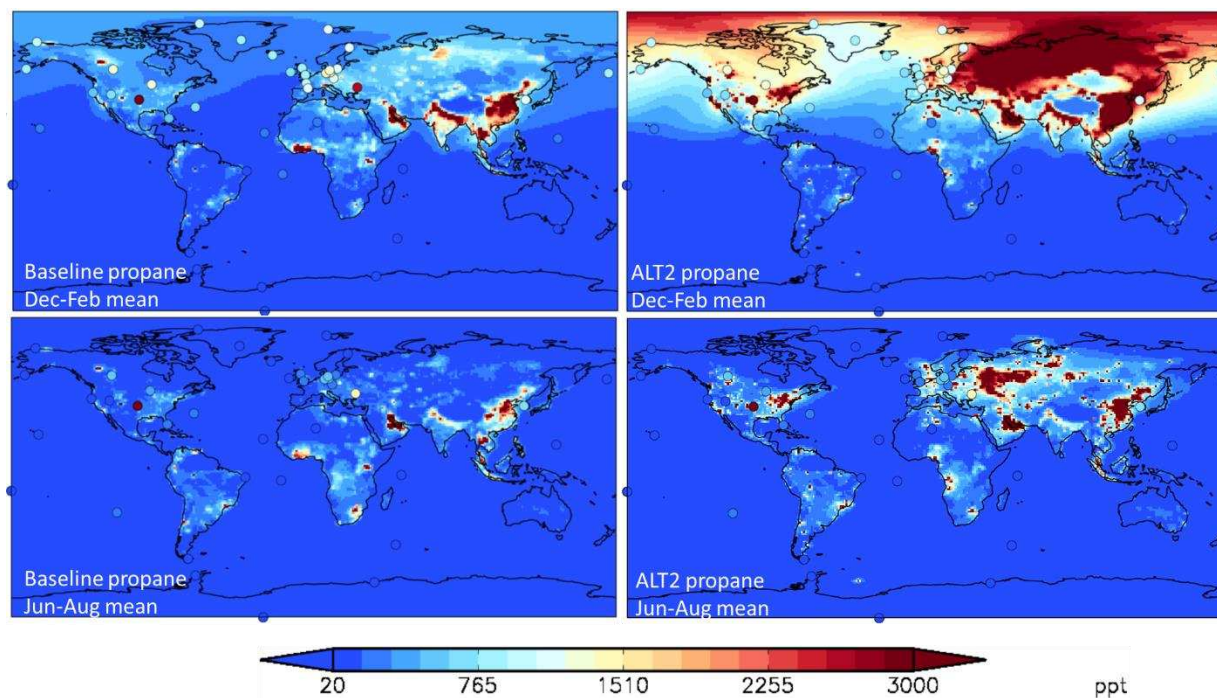 Baseline propane
Dec-Feb mean
ALT2 propane
Dec-Feb mean
Baseline propane
Jun-Aug mean
ALT2 propane
Jun-Aug mean
20 765 1510 2255 3000 ppt